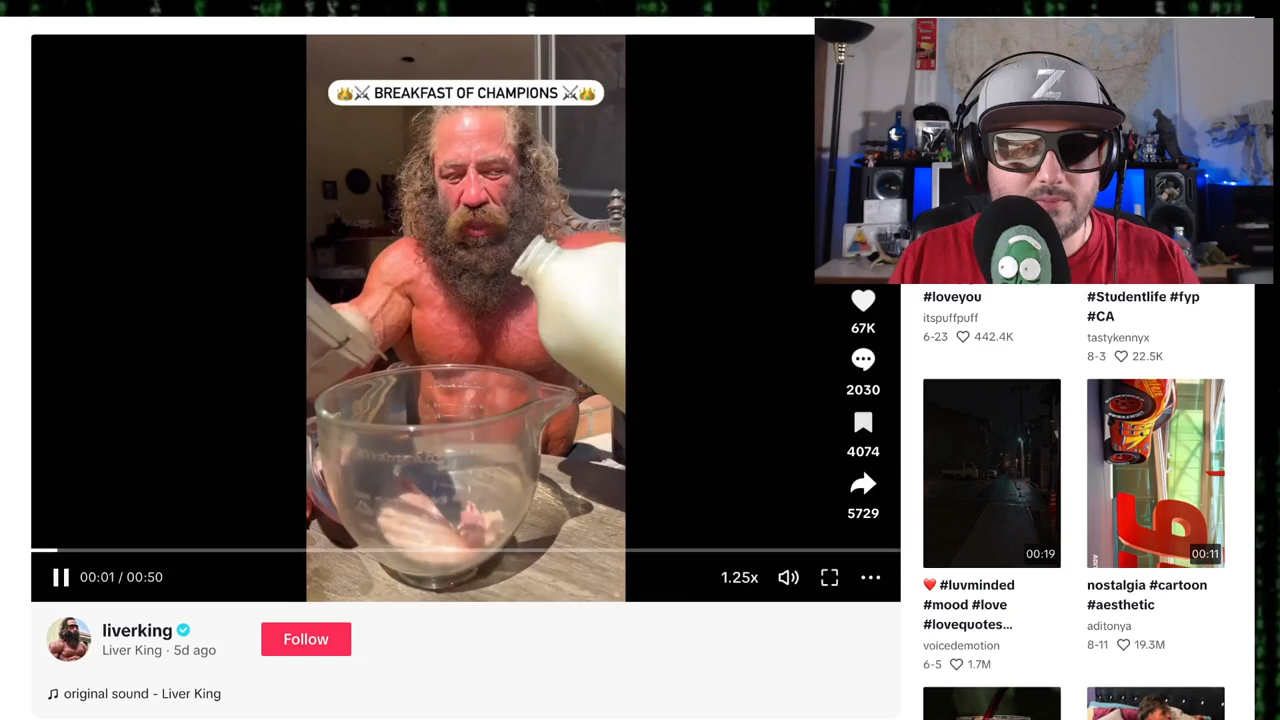 👑⚔ BREAKFAST OF CHAMPIONS ⚔👑
67K
2030
4074
5729
00:01 / 00:50
1.25x
liverking
Liver King · 5d ago
Follow
original sound - Liver King
#loveyou
itspuffpuff
6-23 442.4K
#Studentlife #fyp
#CA
tastykennyx
8-3 22.5K
00:19
❤️ #luvminded
#mood #love
#lovequotes...
voicedemotion
6-5 1.7M
00:11
nostalgia #cartoon
#aesthetic
aditonya
8-11 19.3M